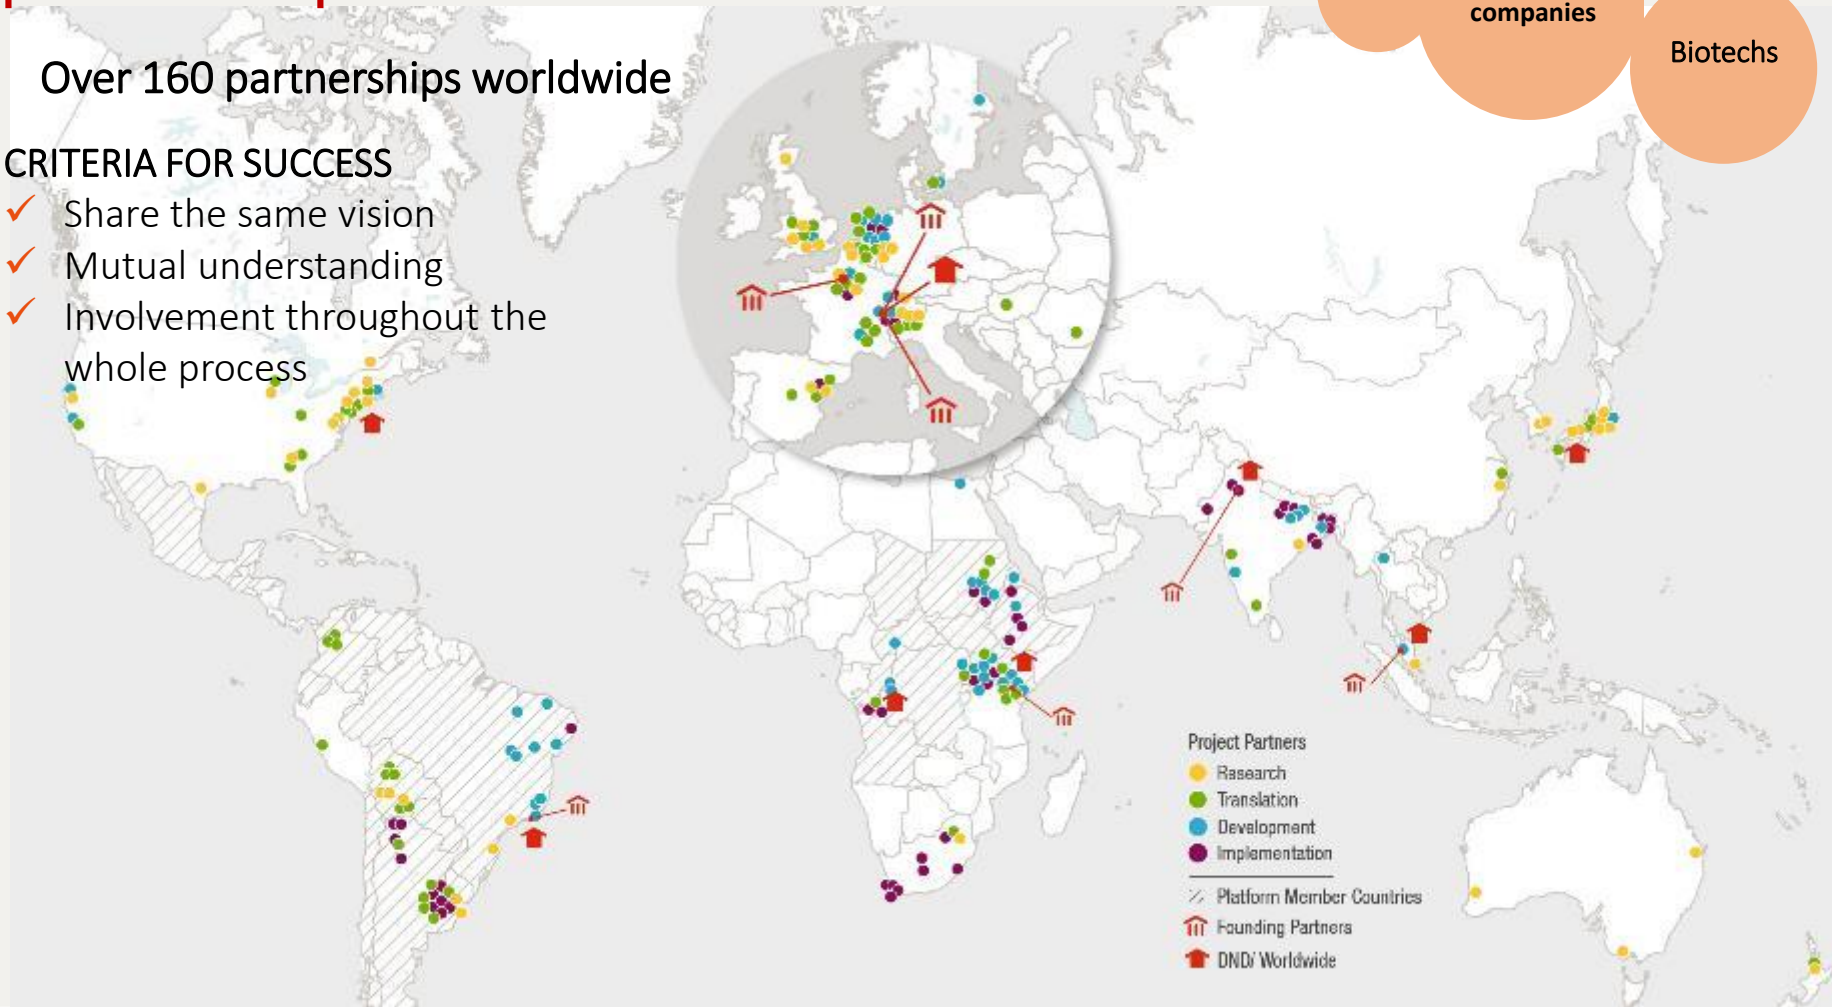 companies
Biotechs
Over 160 partnerships worldwide
CRITERIA FOR SUCCESS
✓ Share the same vision
✓ Mutual understanding
✓ Involvement throughout the
whole process
Project Partners
Research
Translation
Development
Implementation
Platform Member Countries
Founding Partners
DNDi Worldwide